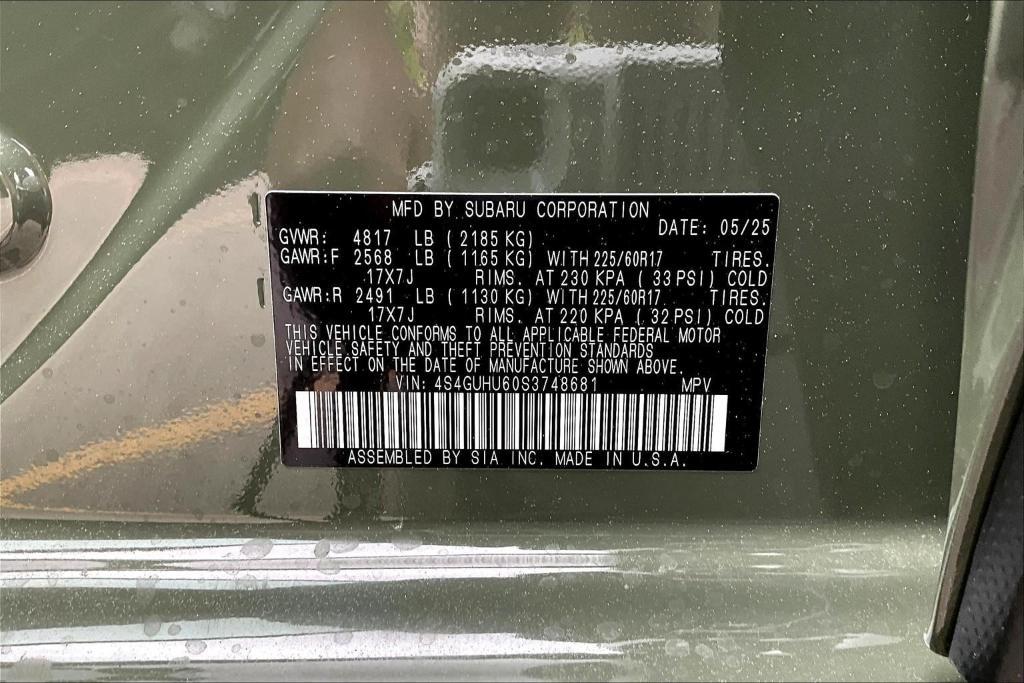 MFD BY SUBARU CORPORATION
DATE: 05/25
GVWR: 4817 LB (2185 KG)
GAWR:F 2568 LB (1165 KG) WITH 225/60R17 TIRES.
17X7J RIMS. AT 230 KPA (33 PSI) COLD
GAWR:R 2491 LB (1130 KG) WITH 225/60R17. TIRES.
17X7J RIMS. AT 220 KPA (32 PSI) COLD
THIS VEHICLE CONFORMS TO ALL APPLICABLE FEDERAL MOTOR
VEHICLE SAFETY AND THEFT PREVENTION STANDARDS
IN EFFECT ON THE DATE OF MANUFACTURE SHOWN ABOVE.
VIN: 4S4GUHU60S3748681 MPV
ASSEMBLED BY SIA INC. MADE IN U.S.A.